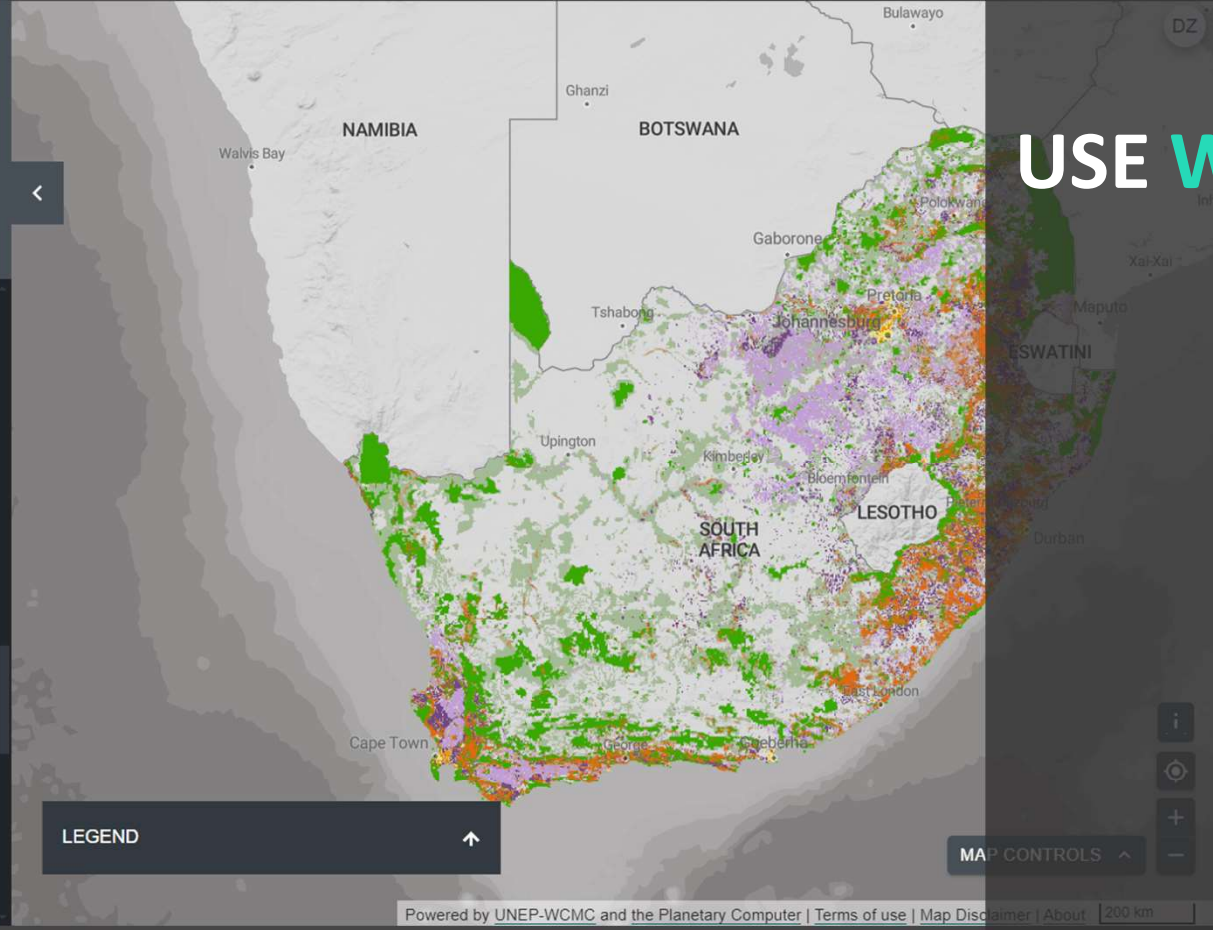 Bulawayo
DZ
Ghanzi
NAMIBIA
BOTSWANA
Walvis Bay
USE W
Polokwane
Gaborone
Xai-Xai
Pretoria
Maputo
Tshabong
Johannesburg
ESWATINI
Upington
Kimberley
Bloemfontein
LESOTHO
SOUTH
AFRICA
Durban
East London
Cape Town
George
Gqeberha
LEGEND
MAP CONTROLS
Powered by UNEP-WCMC and the Planetary Computer | Terms of use | Map Disclaimer | About
200 km